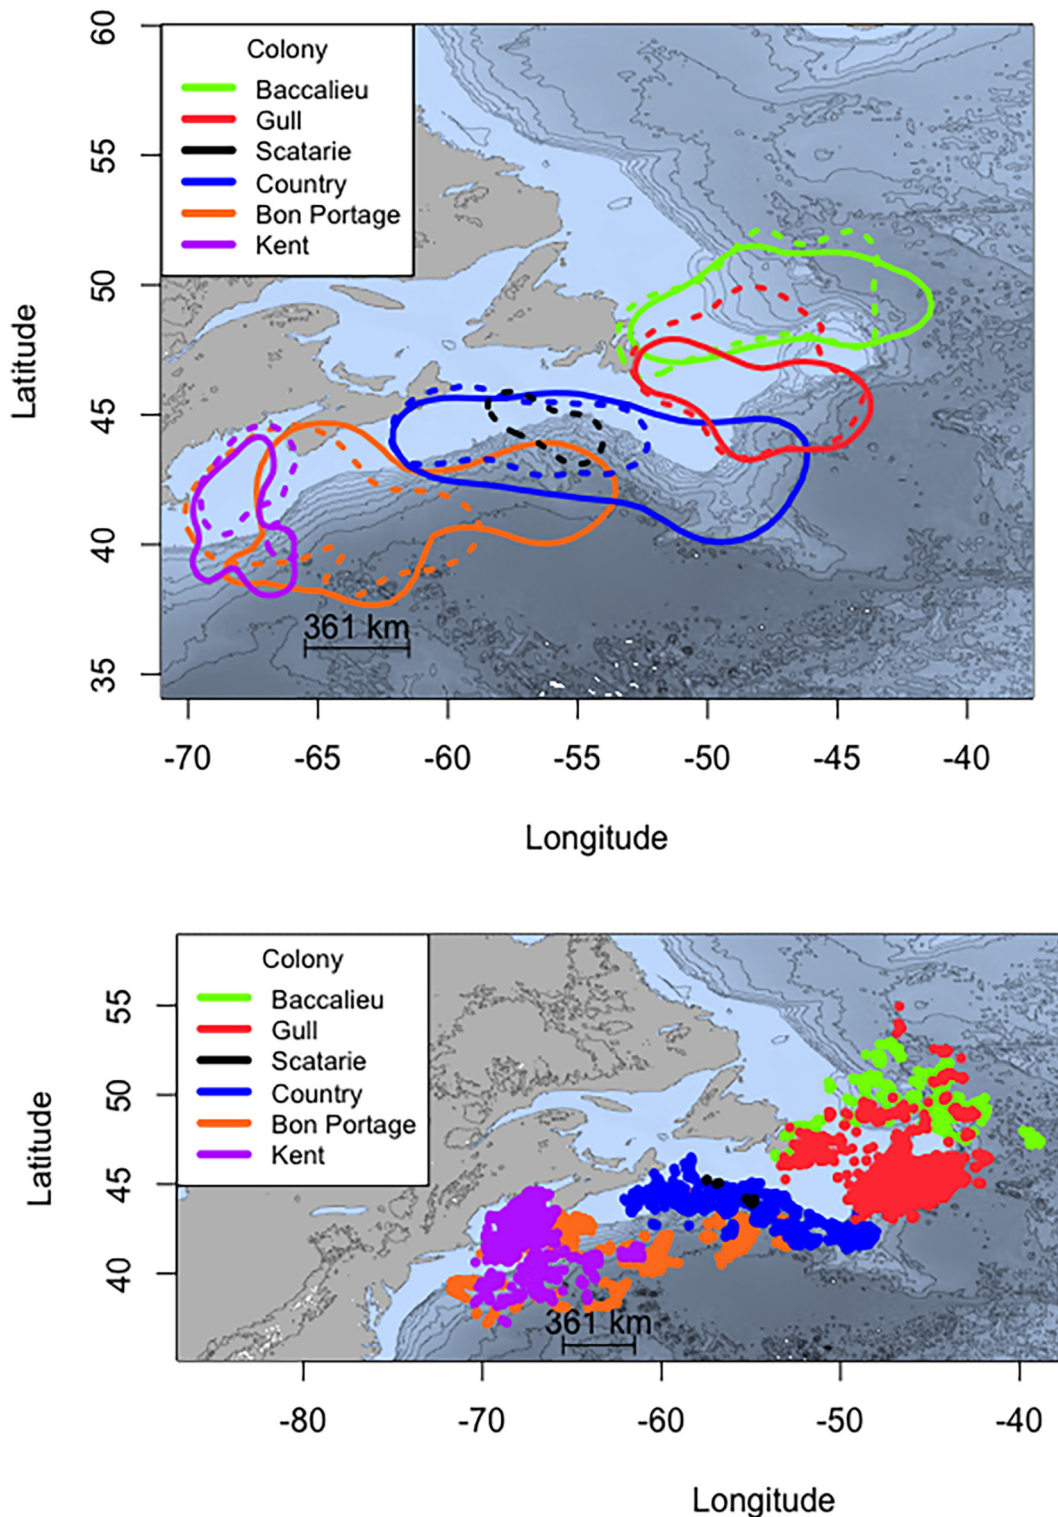 60
55
50
45
40
35
Latitude
Colony
Baccalieu
Gull
Scatarie
Country
Bon Portage
Kent
361 km
-70
-65
-60
-55
-50
-45
-40
Longitude
55
50
45
40
Latitude
Colony
Baccalieu
Gull
Scatarie
Country
Bon Portage
Kent
361 km
-80
-70
-60
-50
-40
Longitude